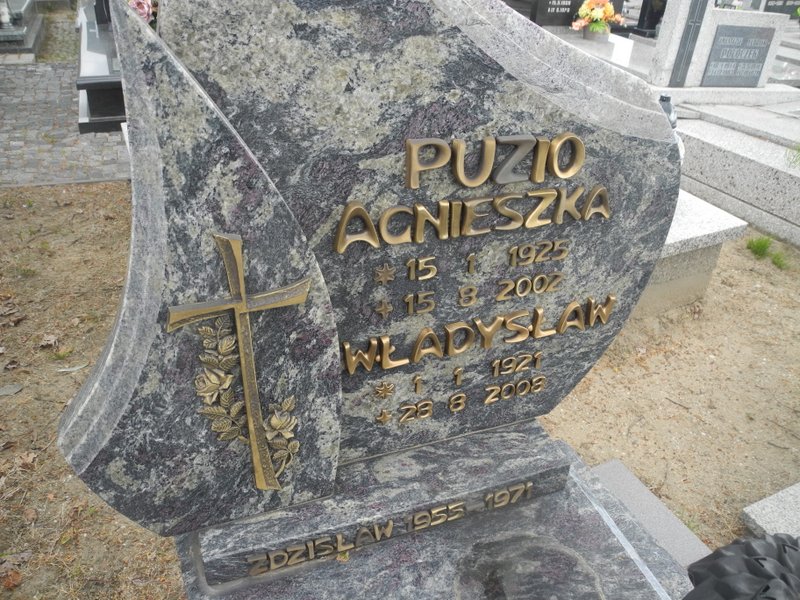 PUZIO
AGNIESZKA
* 15 1 1925
+ 15 8 2002
WŁADYSŁAW
* 1 1 1921
+ 28 8 2008
ZDZISŁAW 1955 - 1971